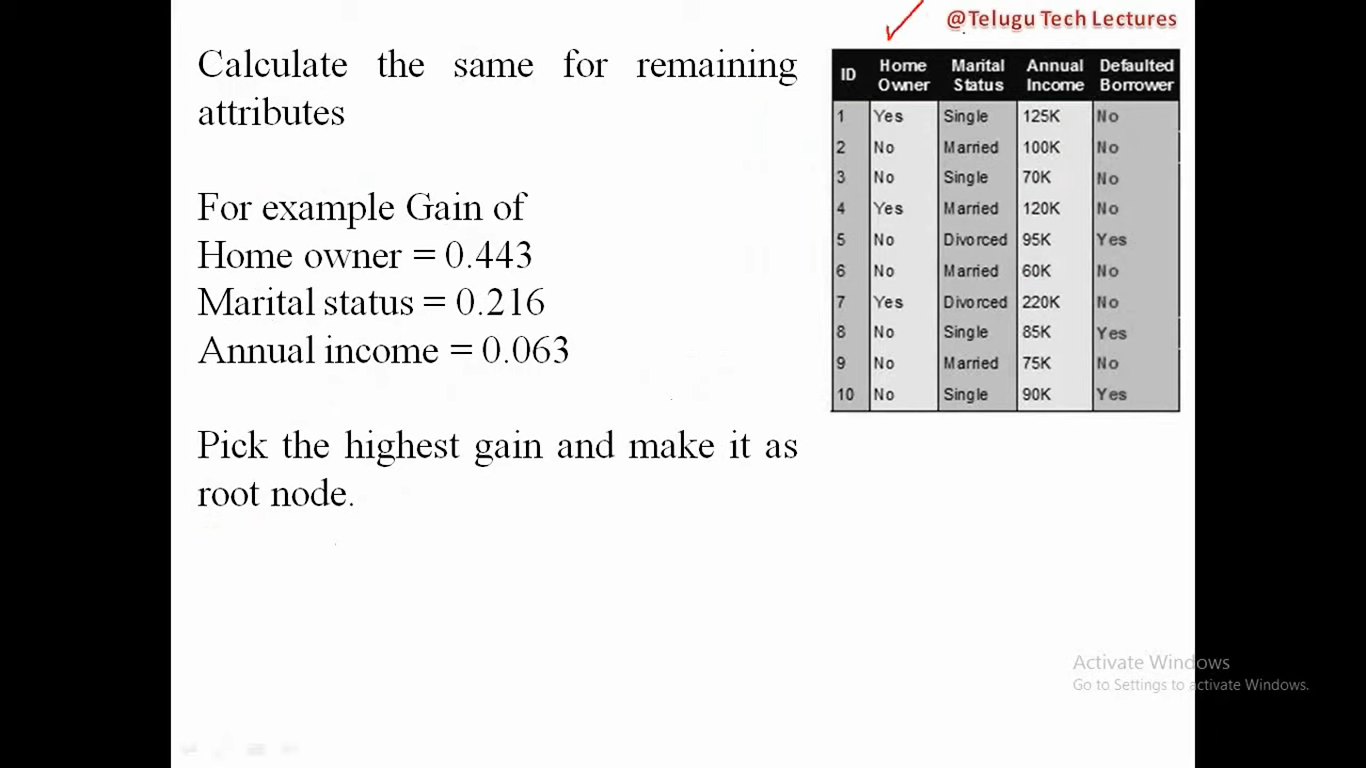 @Telugu Tech Lectures
Calculate the same for remaining
attributes
For example Gain of
Home owner = 0.443
Marital status = 0.216
Annual income = 0.063
Pick the highest gain and make it as
root node.
ID Home Owner Marital Status Annual Income Defaulted Borrower
1 Yes Single 125K No
2 No Married 100K No
3 No Single 70K No
4 Yes Married 120K No
5 No Divorced 95K Yes
6 No Married 60K No
7 Yes Divorced 220K No
8 No Single 85K Yes
9 No Married 75K No
10 No Single 90K Yes
Activate Windows
Go to Settings to activate Windows.